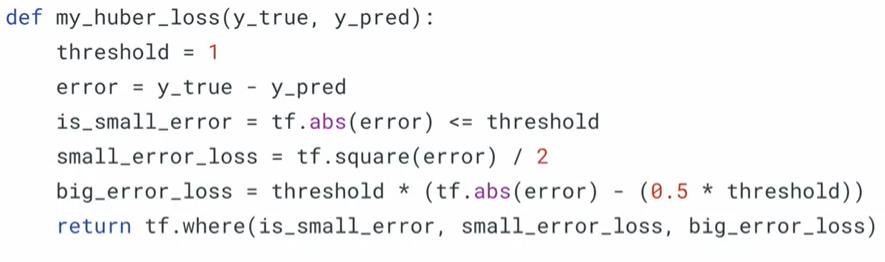 def my_huber_loss(y_true, y_pred):
    threshold = 1
    error = y_true - y_pred
    is_small_error = tf.abs(error) <= threshold
    small_error_loss = tf.square(error) / 2
    big_error_loss = threshold * (tf.abs(error) - (0.5 * threshold))
    return tf.where(is_small_error, small_error_loss, big_error_loss)